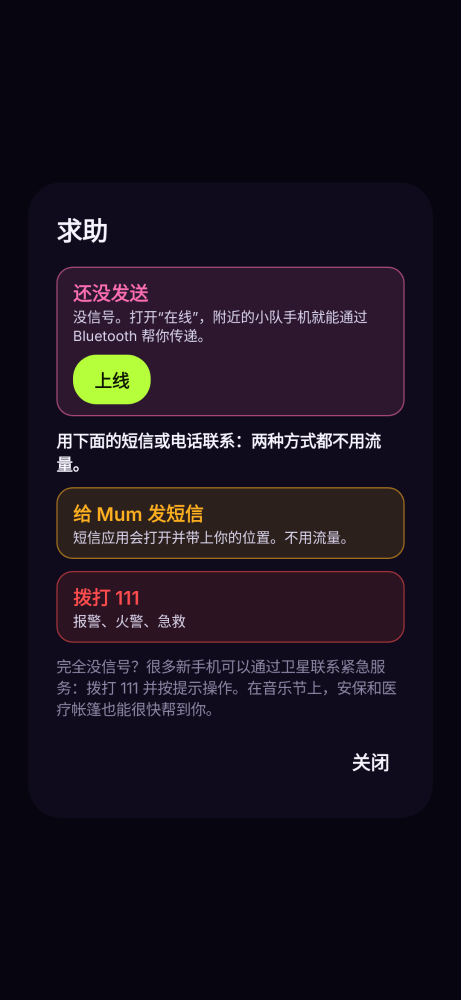 求助
还没发送
没信号。打开“在线”，附近的小队手机就能通过
Bluetooth 帮你传递。
上线
用下面的短信或电话联系：两种方式都不用流
量。
给 Mum 发短信
短信应用会打开并带上你的位置。不用流量。
拨打 111
报警、火警、急救
完全没信号？很多新手机可以通过卫星联系紧急服
务：拨打 111 并按提示操作。在音乐节上，安保和医
疗帐篷也能很快帮到你。
关闭